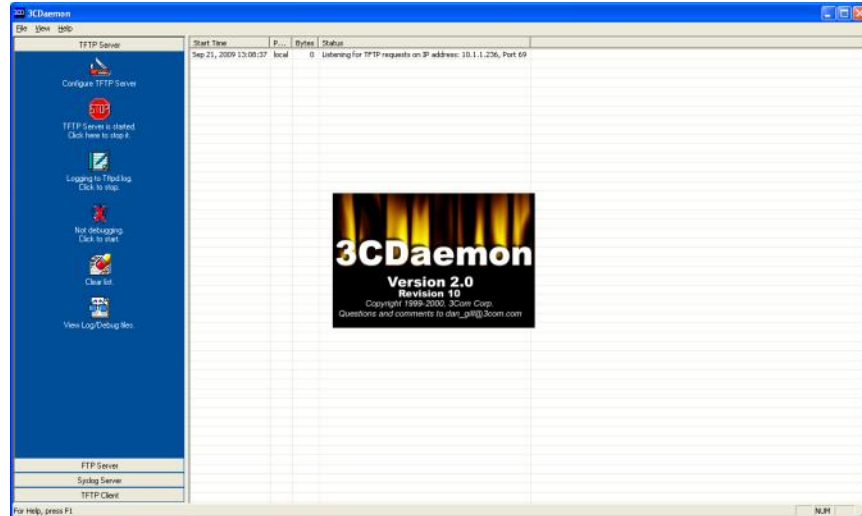 3CDaemon
File View Help
TFTP Server
Start Time P... Bytes Status
Sep 21, 2009 13:08:37 local 0 Listening for TFTP requests on IP address: 10.1.1.236, Port 69
Configure TFTP Server
STOP
TFTP Server is started.
Click here to stop it.
Logging to Tftpd.log.
Click to stop.
Not debugging.
Click to start.
Clear list.
View Log/Debug files.
3CDaemon
Version 2.0
Revision 10
Copyright 1999-2000, 3Com Corp.
Questions and comments to dan_gill@3com.com
FTP Server
Syslog Server
TFTP Client
For Help, press F1
NUM